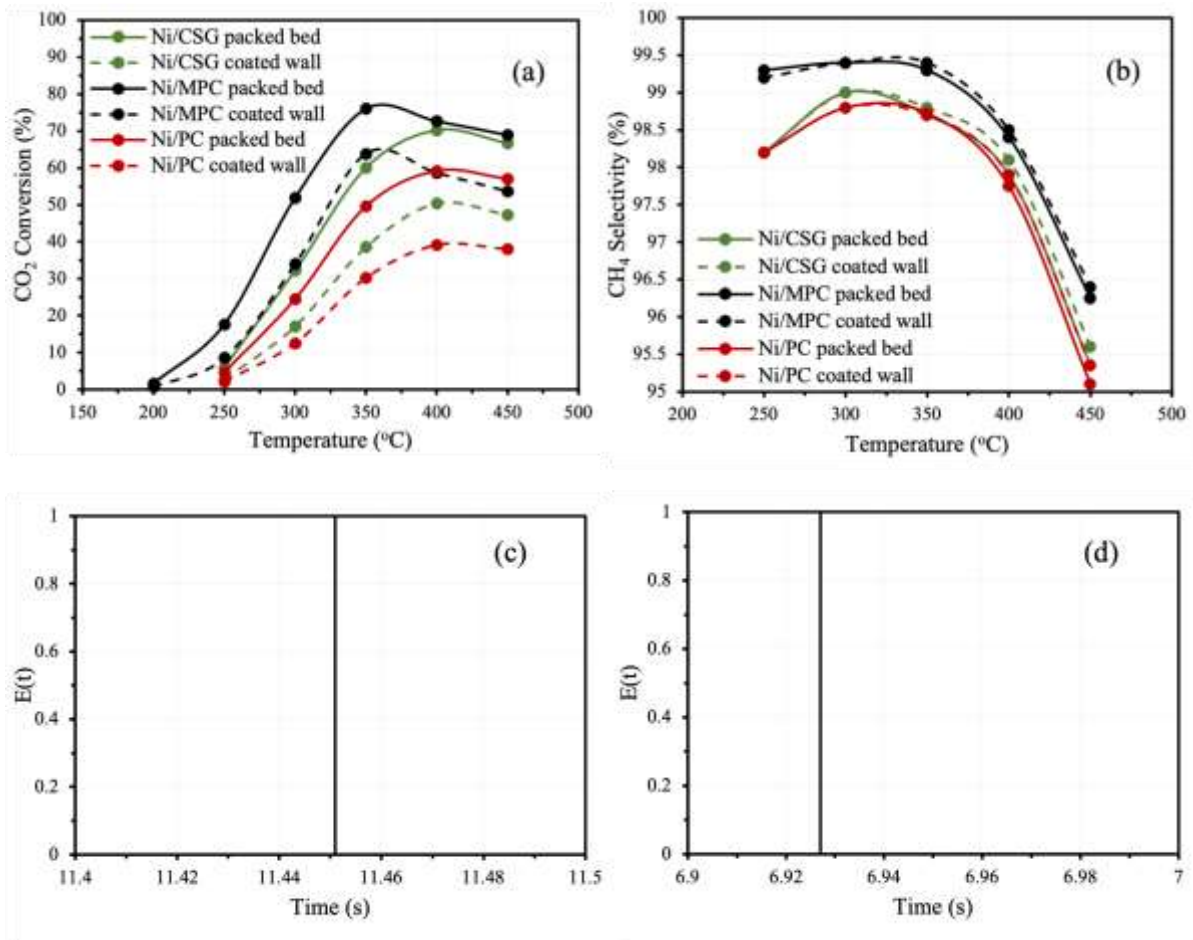 100
90
80
70
60
50
40
30
20
10
0
CO2 Conversion (%)
Ni/CSG packed bed
Ni/CSG coated wall
Ni/MPC packed bed
Ni/MPC coated wall
Ni/PC packed bed
Ni/PC coated wall
(a)
150 200 250 300 350 400 450 500
Temperature (°C)
100
99.5
99
98.5
98
97.5
97
96.5
96
95.5
95
CH4 Selectivity (%)
(b)
Ni/CSG packed bed
Ni/CSG coated wall
Ni/MPC packed bed
Ni/MPC coated wall
Ni/PC packed bed
Ni/PC coated wall
200 250 300 350 400 450 500
Temperature (°C)
1
0.8
0.6
0.4
0.2
0
E(t)
(c)
11.4 11.42 11.44 11.46 11.48 11.5
Time (s)
1
0.8
0.6
0.4
0.2
0
E(t)
(d)
6.9 6.92 6.94 6.96 6.98 7
Time (s)